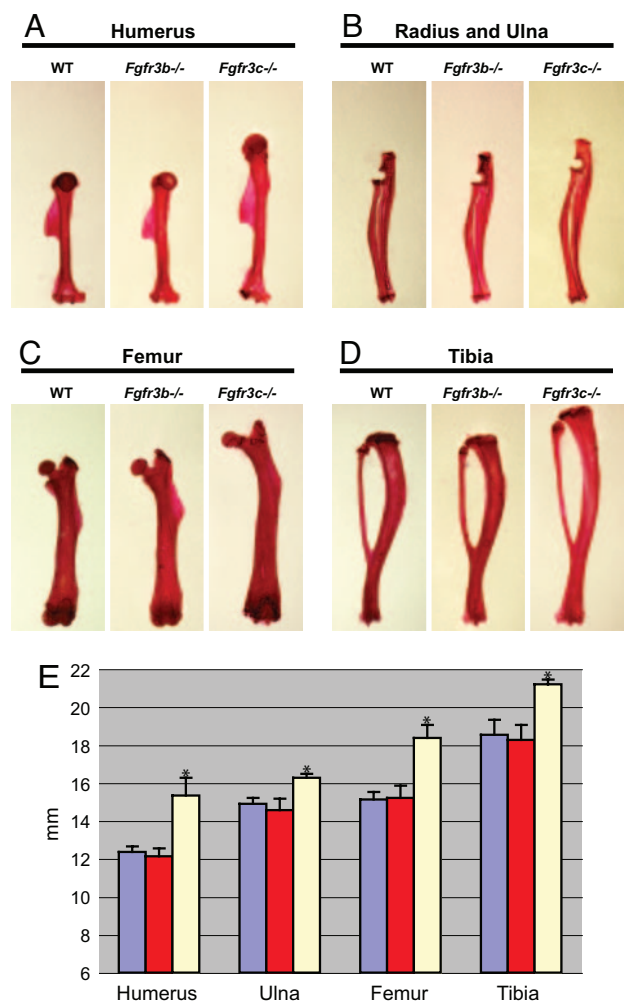 A Humerus
WT Fgfr3b-/- Fgfr3c-/-
B Radius and Ulna
WT Fgfr3b-/- Fgfr3c-/-
C Femur
WT Fgfr3b-/- Fgfr3c-/-
D Tibia
WT Fgfr3b-/- Fgfr3c-/-
E
22
20
18
16
14
12
10
8
6
mm
* * * *
Humerus Ulna Femur Tibia